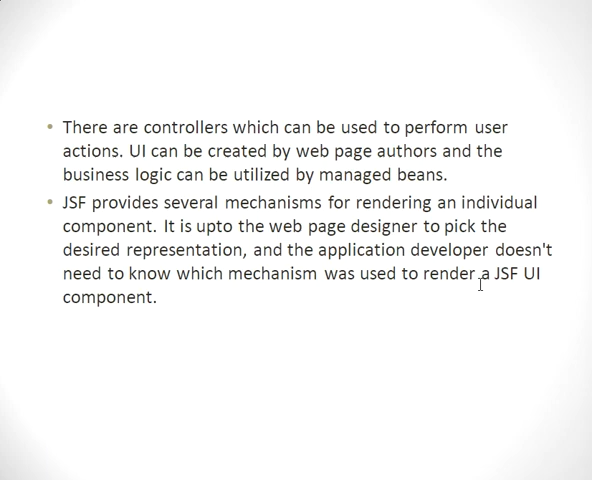 • There are controllers which can be used to perform user
actions. UI can be created by web page authors and the
business logic can be utilized by managed beans.
• JSF provides several mechanisms for rendering an individual
component. It is upto the web page designer to pick the
desired representation, and the application developer doesn't
need to know which mechanism was used to render a JSF UI
component.